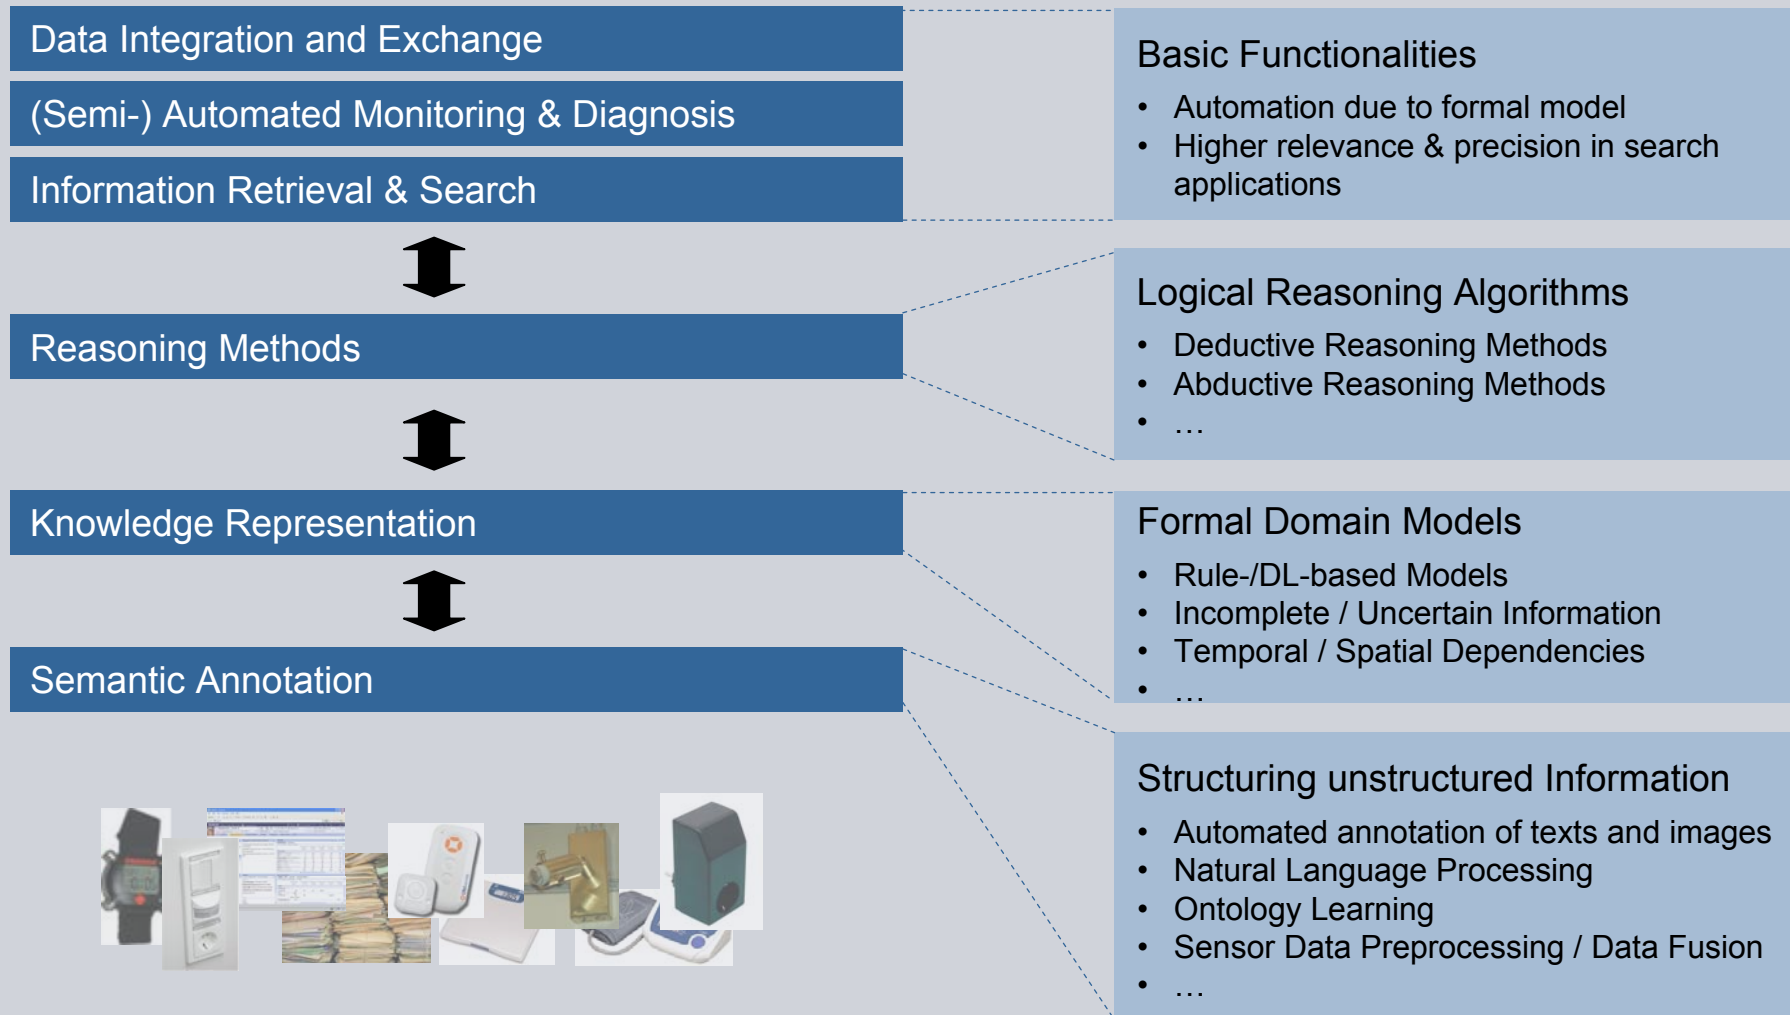 Data Integration and Exchange
(Semi-) Automated Monitoring & Diagnosis
Information Retrieval & Search
Reasoning Methods
Knowledge Representation
Semantic Annotation
Basic Functionalities
• Automation due to formal model
• Higher relevance & precision in search
applications
Logical Reasoning Algorithms
• Deductive Reasoning Methods
• Abductive Reasoning Methods
• …
Formal Domain Models
• Rule-/DL-based Models
• Incomplete / Uncertain Information
• Temporal / Spatial Dependencies
• …
Structuring unstructured Information
• Automated annotation of texts and images
• Natural Language Processing
• Ontology Learning
• Sensor Data Preprocessing / Data Fusion
• …